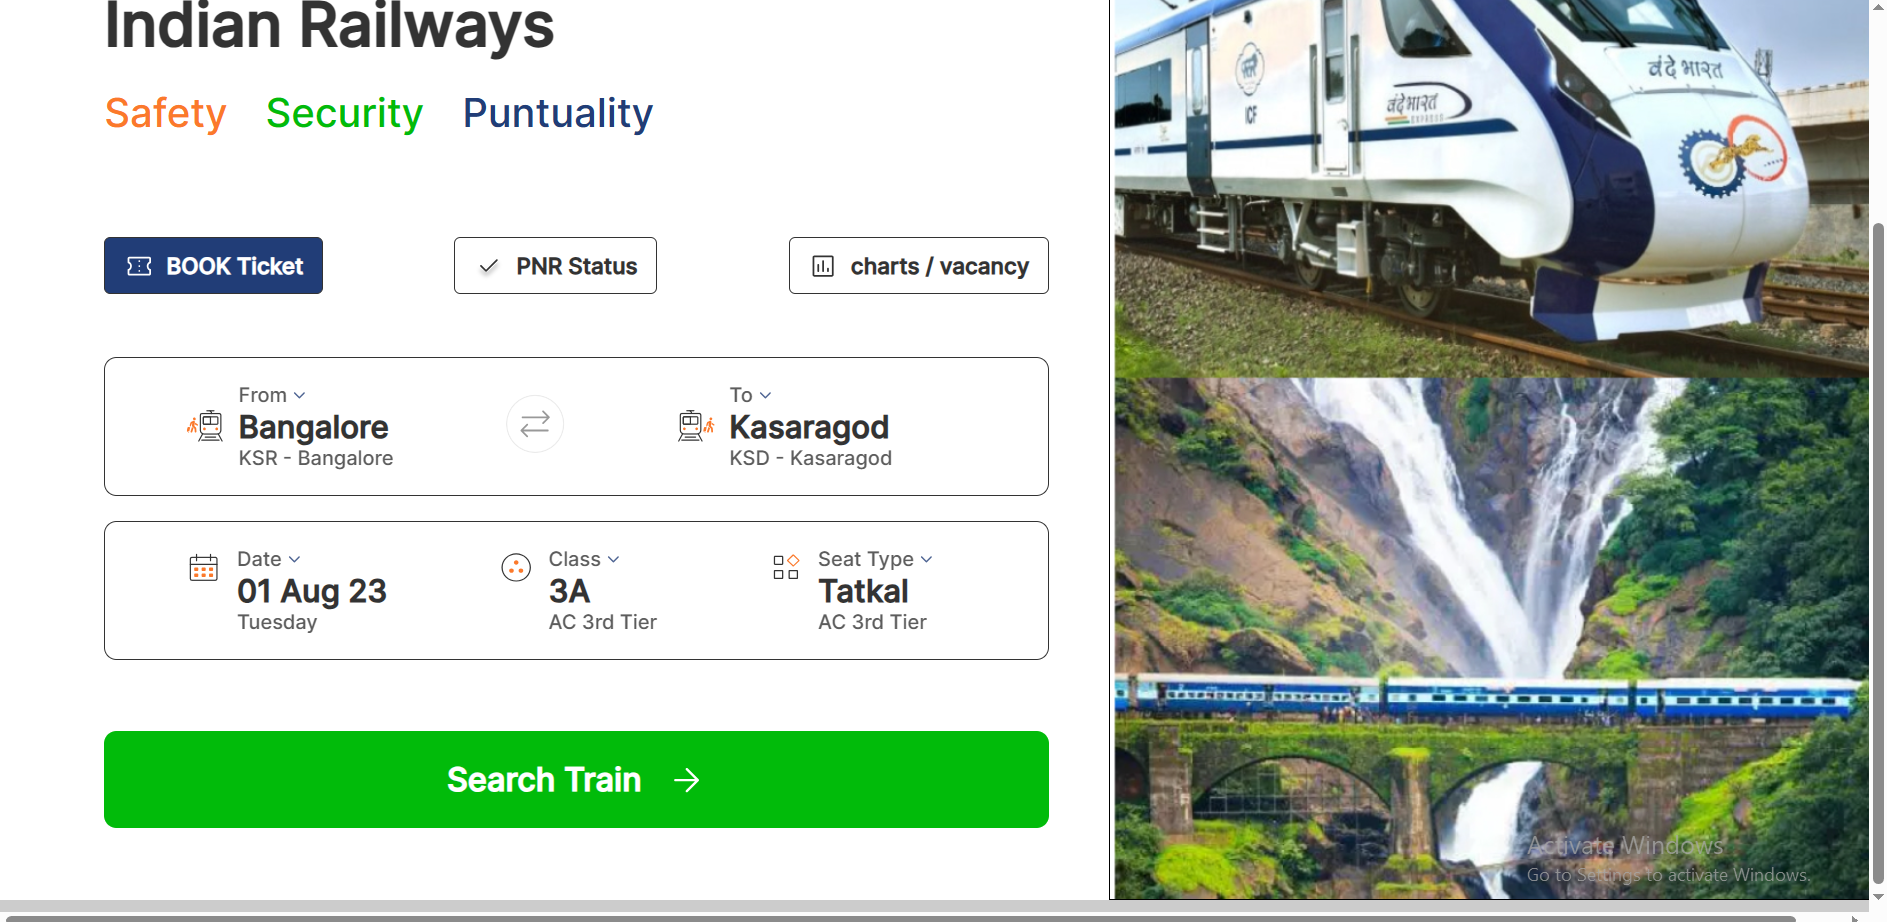 Indian Railways
Safety Security Puntuality
BOOK Ticket
PNR Status
charts / vacancy
From
Bangalore
KSR - Bangalore
To
Kasaragod
KSD - Kasaragod
Date
01 Aug 23
Tuesday
Class
3A
AC 3rd Tier
Seat Type
Tatkal
AC 3rd Tier
Search Train
वंदे भारत
वंदे भारत
EXPRESS
ICF
Activate Windows
Go to Settings to activate Windows.